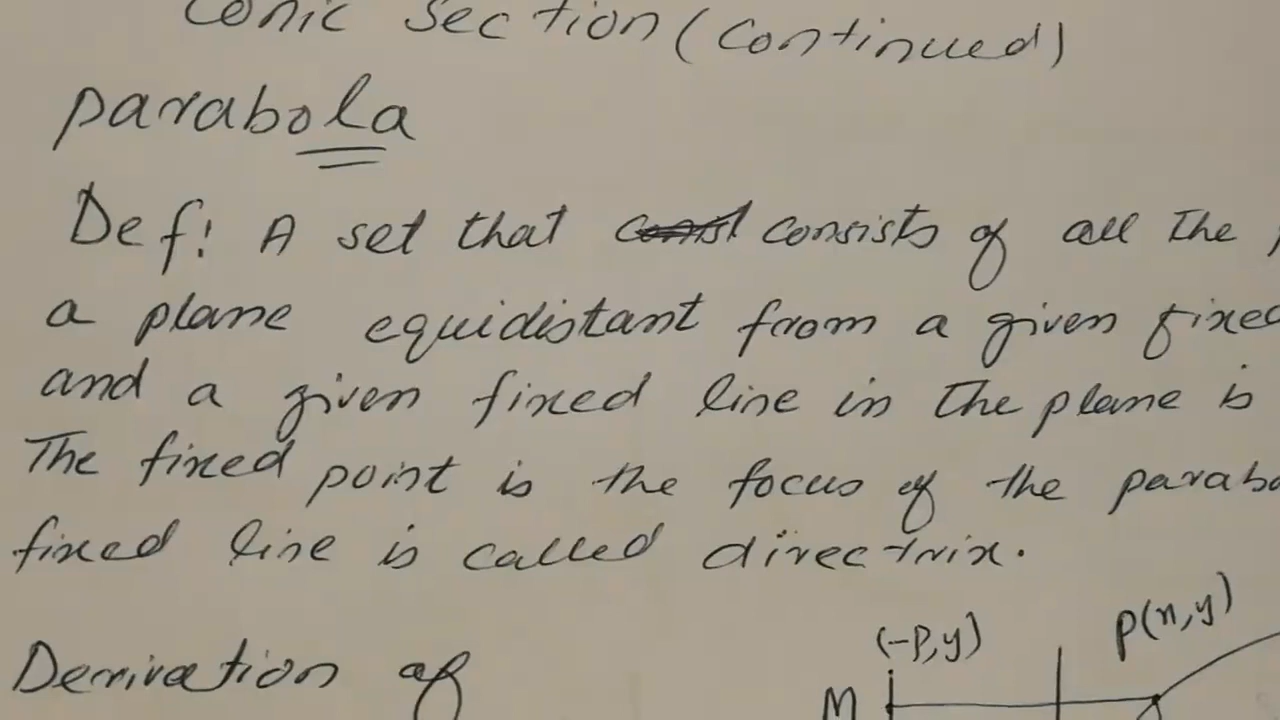 Conic Section (Continued)
parabola
Def: A set that consists of all The
a plane equidistant from a given fixed
and a given fixed line in The plane is
The fixed point is the focus of the parabo
fixed line is called directrix.
(-P,y)
P(x,y)
Derivation of
M